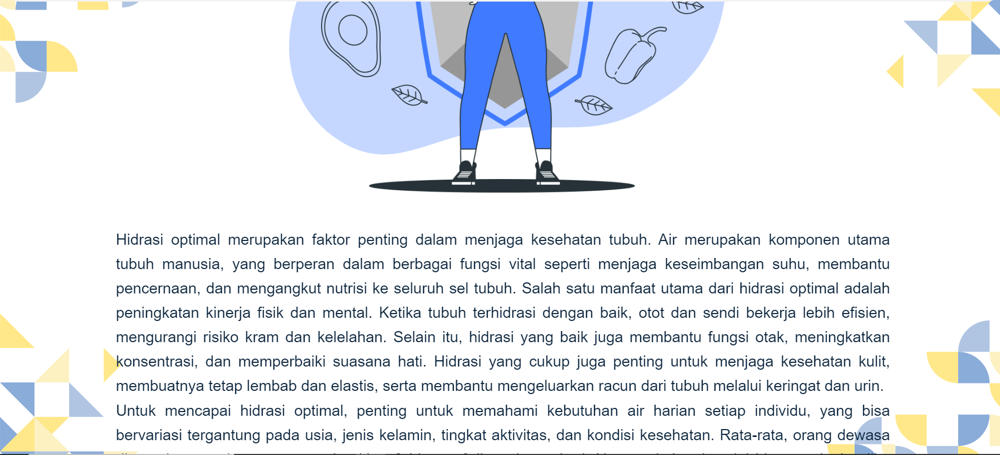 Hidrasi optimal merupakan faktor penting dalam menjaga kesehatan tubuh. Air merupakan komponen utama
tubuh manusia, yang berperan dalam berbagai fungsi vital seperti menjaga keseimbangan suhu, membantu
pencernaan, dan mengangkut nutrisi ke seluruh sel tubuh. Salah satu manfaat utama dari hidrasi optimal adalah
peningkatan kinerja fisik dan mental. Ketika tubuh terhidrasi dengan baik, otot dan sendi bekerja lebih efisien,
mengurangi risiko kram dan kelelahan. Selain itu, hidrasi yang baik juga membantu fungsi otak, meningkatkan
konsentrasi, dan memperbaiki suasana hati. Hidrasi yang cukup juga penting untuk menjaga kesehatan kulit,
membuatnya tetap lembab dan elastis, serta membantu mengeluarkan racun dari tubuh melalui keringat dan urin.
Untuk mencapai hidrasi optimal, penting untuk memahami kebutuhan air harian setiap individu, yang bisa
bervariasi tergantung pada usia, jenis kelamin, tingkat aktivitas, dan kondisi kesehatan. Rata-rata, orang dewasa